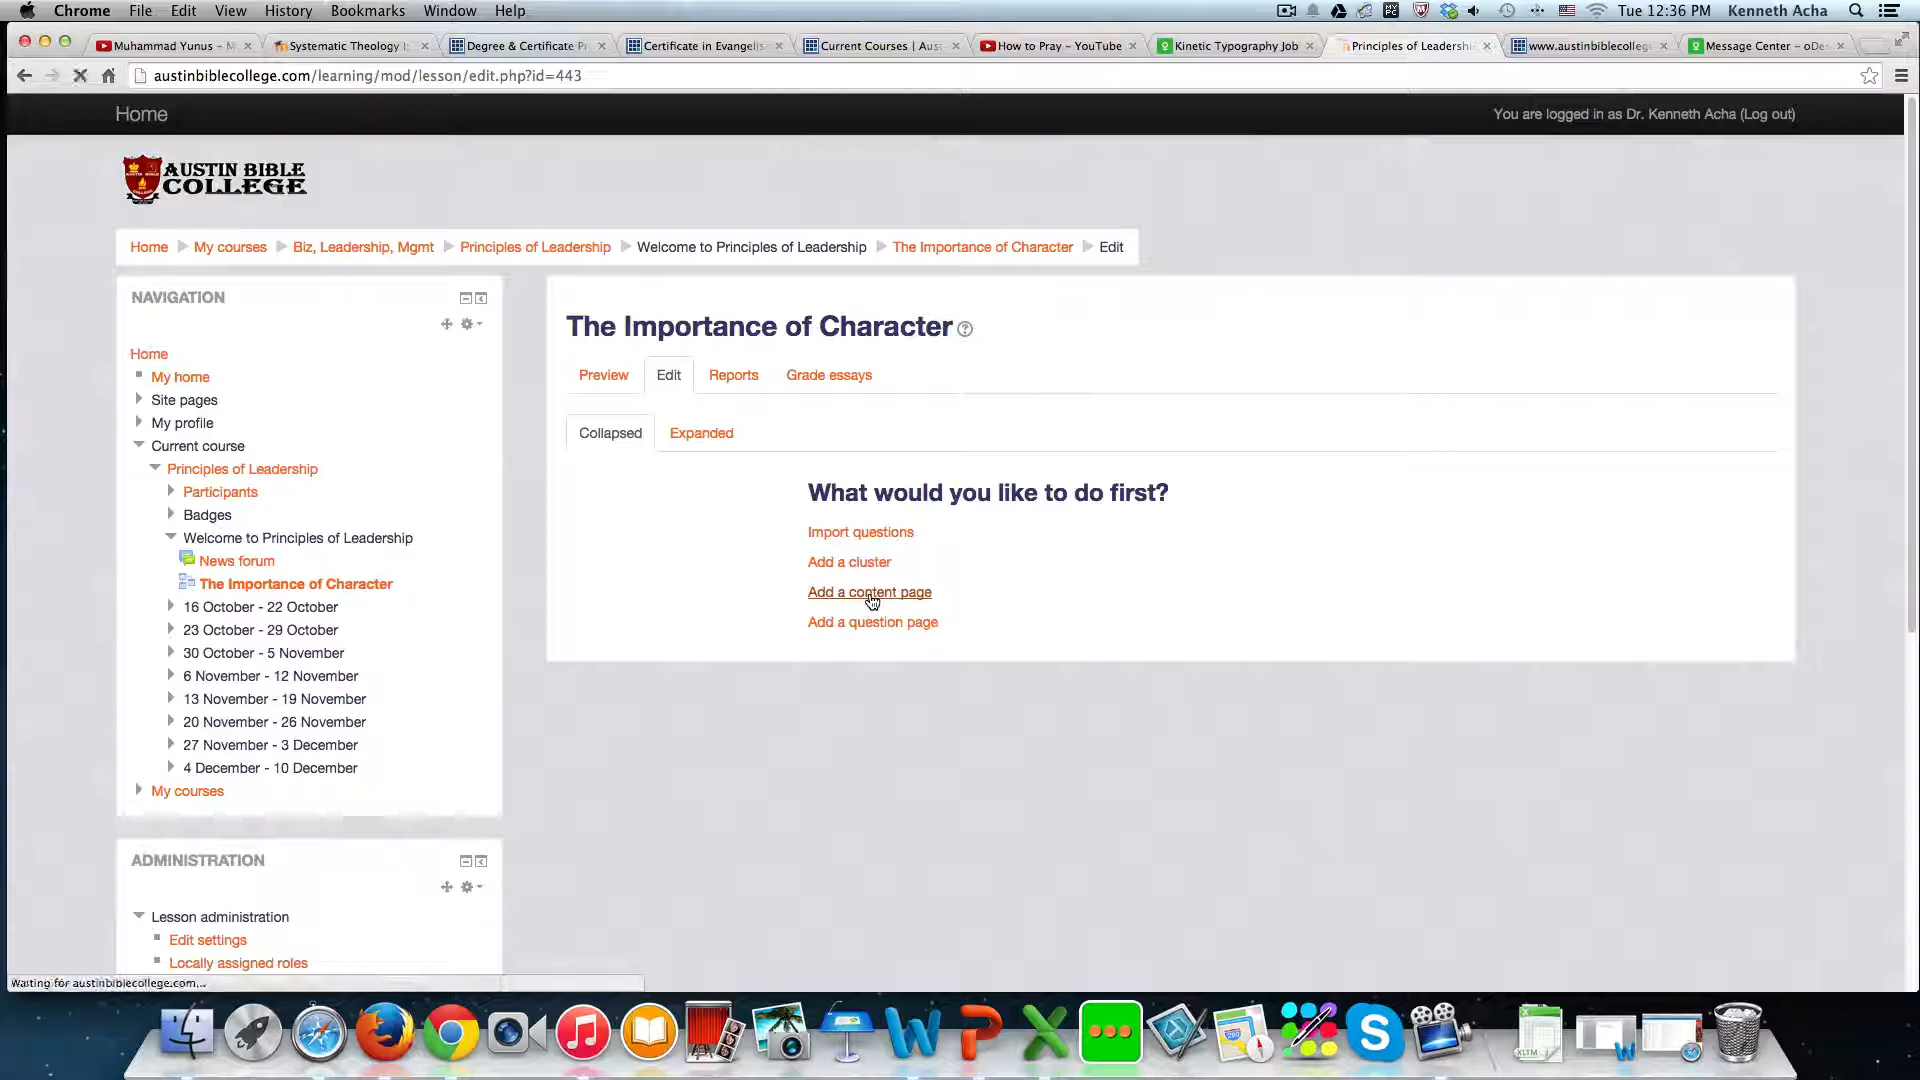 Chrome File Edit View History Bookmarks Window Help Tue 12:36 PM Kenneth Acha
Muhammad Yunus - Systematic Theology Degree & Certificate Pr Certificate in Evangelis Current Courses | Aus How to Pray - YouTube Kinetic Typography Job Principles of Leadershi www.austinbiblecolleg Message Center - oDes
austinbiblecollege.com/learning/mod/lesson/edit.php?id=443
Home You are logged in as Dr. Kenneth Acha (Log out)
AUSTIN BIBLE
COLLEGE
Home My courses Biz, Leadership, Mgmt Principles of Leadership Welcome to Principles of Leadership The Importance of Character Edit
NAVIGATION
Home
My home
Site pages
My profile
Current course
Principles of Leadership
Participants
Badges
Welcome to Principles of Leadership
News forum
The Importance of Character
16 October - 22 October
23 October - 29 October
30 October - 5 November
6 November - 12 November
13 November - 19 November
20 November - 26 November
27 November - 3 December
4 December - 10 December
My courses
ADMINISTRATION
Lesson administration
Edit settings
Locally assigned roles
The Importance of Character
Preview Edit Reports Grade essays
Collapsed Expanded
What would you like to do first?
Import questions
Add a cluster
Add a content page
Add a question page
Waiting for austinbiblecollege.com...
XLTM